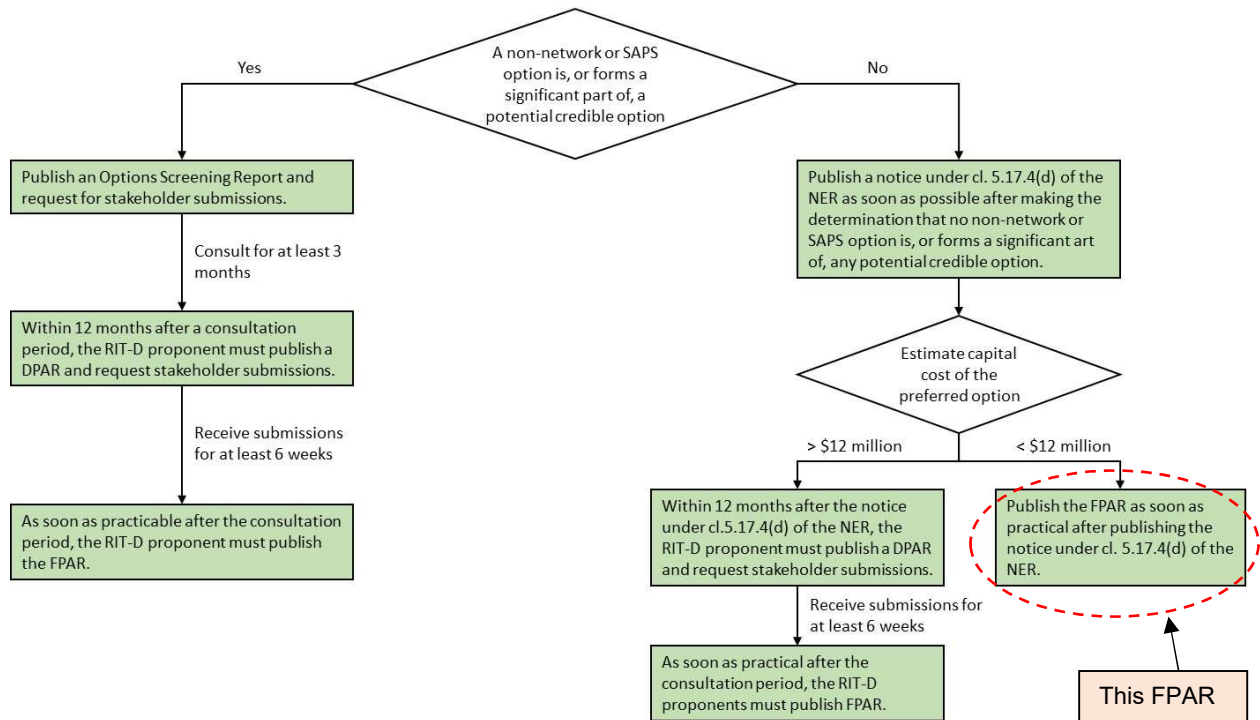 A non-network or SAPS
option is, or forms a
significant part of, a
potential credible option
Yes
No
Publish an Options Screening Report and
request for stakeholder submissions.
Consult for at least 3
months
Within 12 months after a consultation
period, the RIT-D proponent must publish a
DPAR and request stakeholder submissions.
Receive submissions
for at least 6 weeks
As soon as practicable after the consultation
period, the RIT-D proponent must publish
the FPAR.
Publish a notice under cl. 5.17.4(d) of the
NER as soon as possible after making the
determination that no non-network or
SAPS option is, or forms a significant art
of, any potential credible option.
Estimate capital
cost of the
preferred option
> $12 million
< $12 million
Within 12 months after the notice
under cl.5.17.4(d) of the NER, the
RIT-D proponent must publish a DPAR
and request stakeholder submissions.
Receive submissions for
at least 6 weeks
As soon as practical after the
consultation period, the RIT-D
proponents must publish FPAR.
Publish the FPAR as soon as
practical after publishing the
notice under cl. 5.17.4(d) of the
NER.
This FPAR